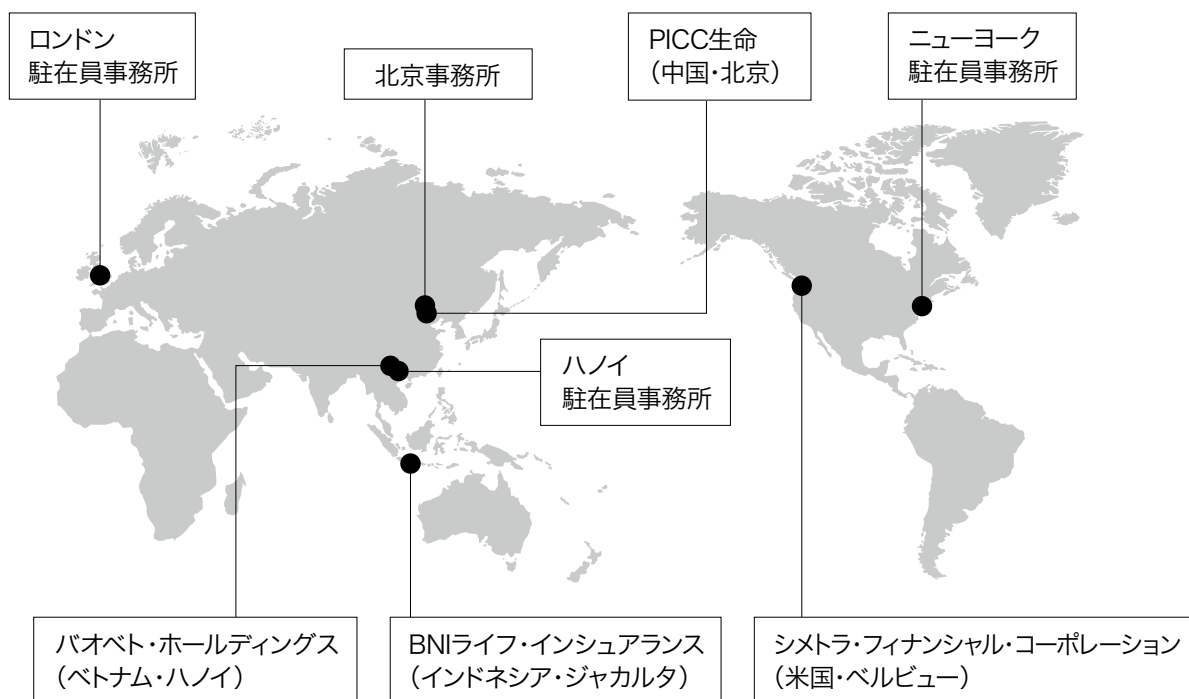 ロンドン
駐在員事務所
北京事務所
PICC生命
（中国・北京）
ニューヨーク
駐在員事務所
ハノイ
駐在員事務所
バオベト・ホールディングス
（ベトナム・ハノイ）
BNIライフ・インシュアランス
（インドネシア・ジャカルタ）
シメトラ・フィナンシャル・コーポレーション
（米国・ベルビュー）